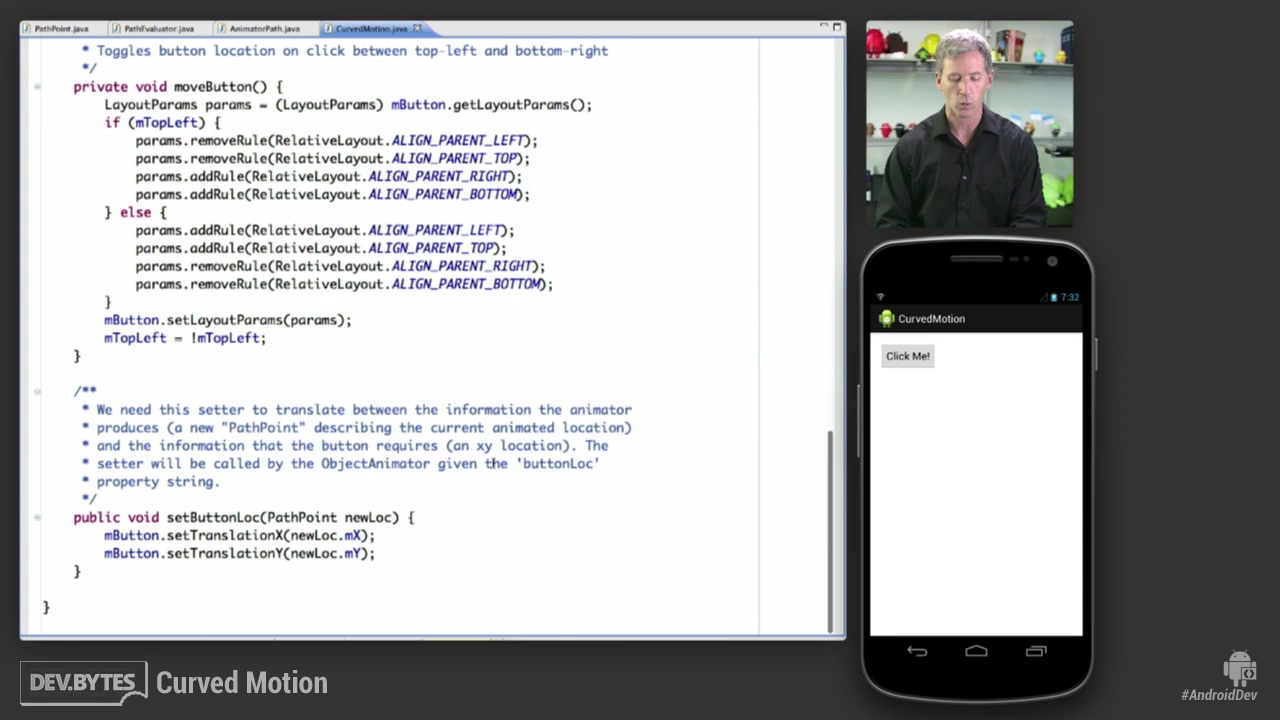 PathPoint.java
PathEvaluator.java
AnimatorPath.java
CurvedMotion.java
* Toggles button location on click between top-left and bottom-right
*/
private void moveButton() {
LayoutParams params = (LayoutParams) mButton.getLayoutParams();
if (mTopLeft) {
params.removeRule(RelativeLayout.ALIGN_PARENT_LEFT);
params.removeRule(RelativeLayout.ALIGN_PARENT_TOP);
params.addRule(RelativeLayout.ALIGN_PARENT_RIGHT);
params.addRule(RelativeLayout.ALIGN_PARENT_BOTTOM);
} else {
params.addRule(RelativeLayout.ALIGN_PARENT_LEFT);
params.addRule(RelativeLayout.ALIGN_PARENT_TOP);
params.removeRule(RelativeLayout.ALIGN_PARENT_RIGHT);
params.removeRule(RelativeLayout.ALIGN_PARENT_BOTTOM);
}
mButton.setLayoutParams(params);
mTopLeft = !mTopLeft;
}
/**
* We need this setter to translate between the information the animator
* produces (a new "PathPoint" describing the current animated location)
* and the information that the button requires (an xy location). The
* setter will be called by the ObjectAnimator given the 'buttonLoc'
* property string.
*/
public void setButtonLoc(PathPoint newLoc) {
mButton.setTranslationX(newLoc.mX);
mButton.setTranslationY(newLoc.mY);
}
}
7:32
CurvedMotion
Click Me!
DEV.BYTES
Curved Motion
#AndroidDev